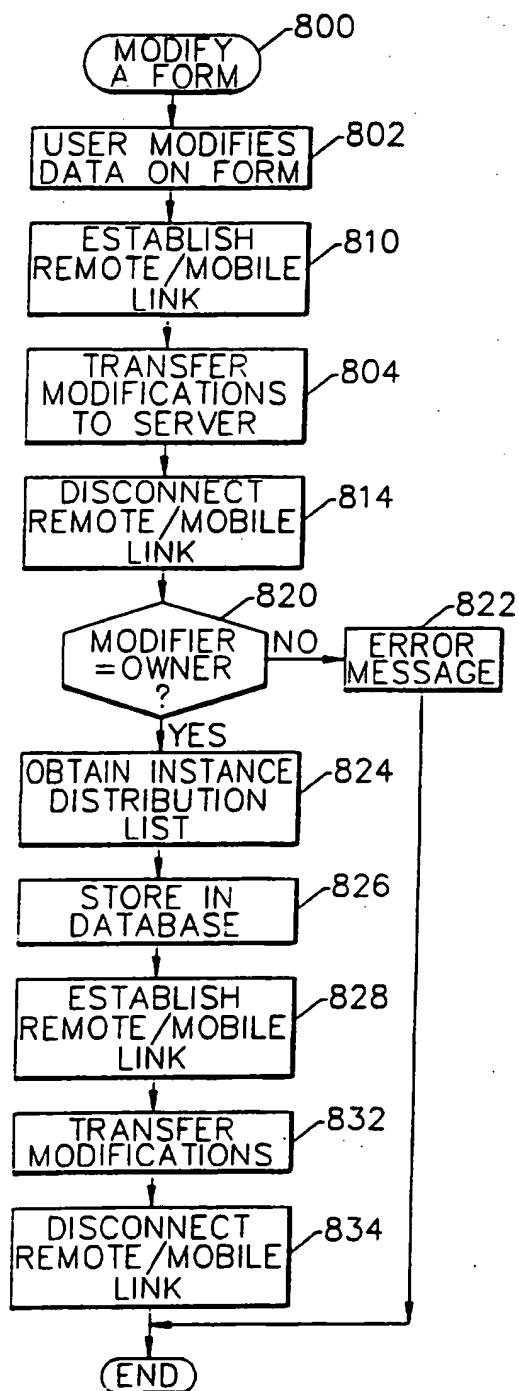 800
MODIFY
A FORM
802
USER MODIFIES
DATA ON FORM
810
ESTABLISH
REMOTE/MOBILE
LINK
804
TRANSFER
MODIFICATIONS
TO SERVER
814
DISCONNECT
REMOTE/MOBILE
LINK
820
MODIFIER
=OWNER
?
NO
822
ERROR
MESSAGE
YES
824
OBTAIN INSTANCE
DISTRIBUTION
LIST
826
STORE IN
DATABASE
828
ESTABLISH
REMOTE/MOBILE
LINK
832
TRANSFER
MODIFICATIONS
834
DISCONNECT
REMOTE/MOBILE
LINK
END